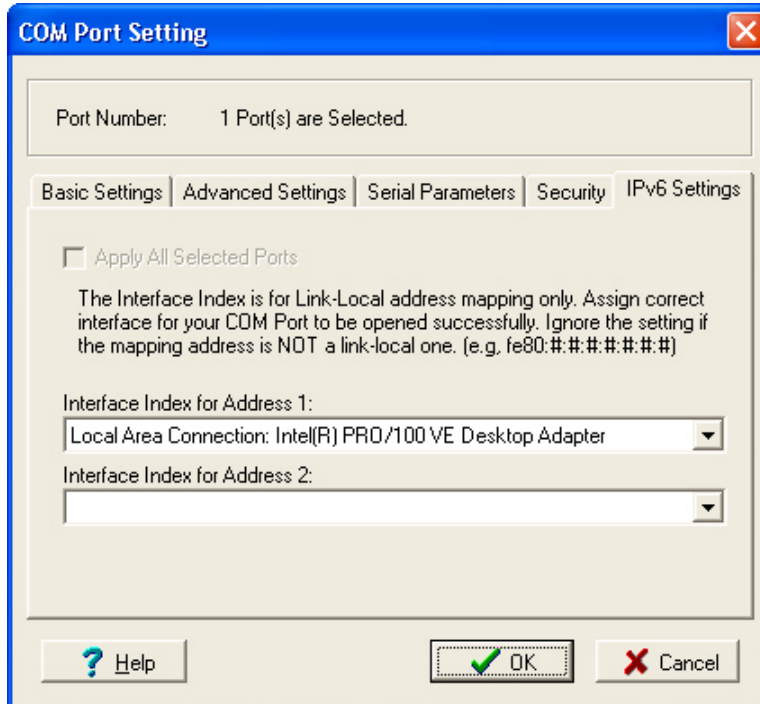 COM Port Setting
Port Number: 1 Port(s) are Selected.
Basic Settings Advanced Settings Serial Parameters Security IPv6 Settings
Apply All Selected Ports
The Interface Index is for Link-Local address mapping only. Assign correct
interface for your COM Port to be opened successfully. Ignore the setting if
the mapping address is NOT a link-local one. (e.g, fe80:#:#:#:#:#:#:#)
Interface Index for Address 1:
Local Area Connection: Intel(R) PRO/100 VE Desktop Adapter
Interface Index for Address 2:
Help OK Cancel